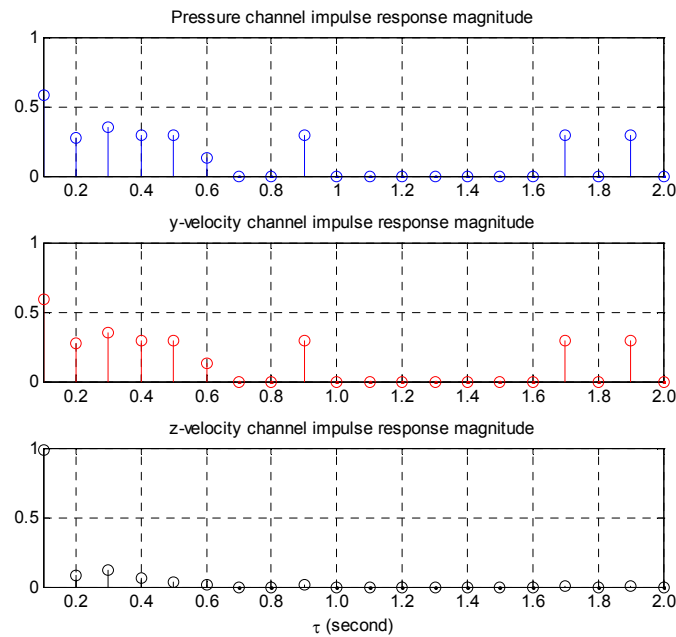 Pressure channel impulse response magnitude
1
0.5
0
0.2 0.4 0.6 0.8 1 1.2 1.4 1.6 1.8 2.0
y-velocity channel impulse response magnitude
1
0.5
0
0.2 0.4 0.6 0.8 1.0 1.2 1.4 1.6 1.8 2.0
z-velocity channel impulse response magnitude
1
0.5
0
0.2 0.4 0.6 0.8 1.0 1.2 1.4 1.6 1.8 2.0
τ (second)